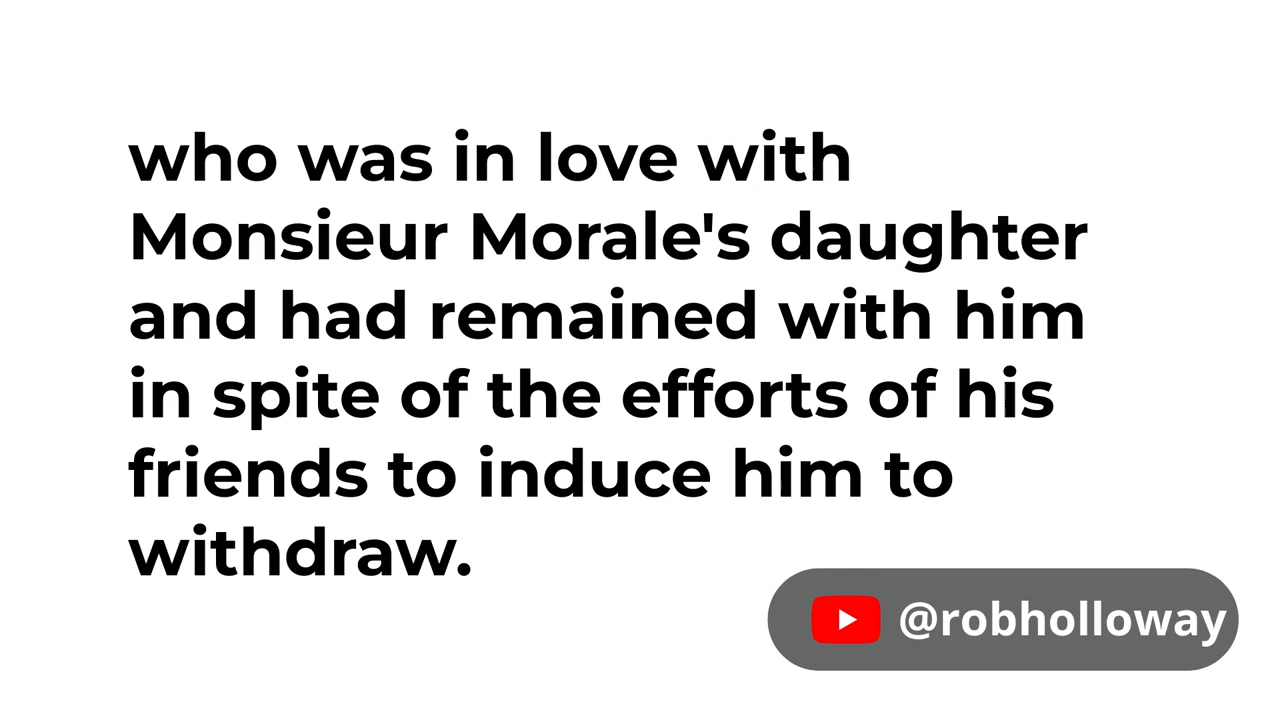 who was in love with
Monsieur Morale's daughter
and had remained with him
in spite of the efforts of his
friends to induce him to
withdraw.
@robholloway